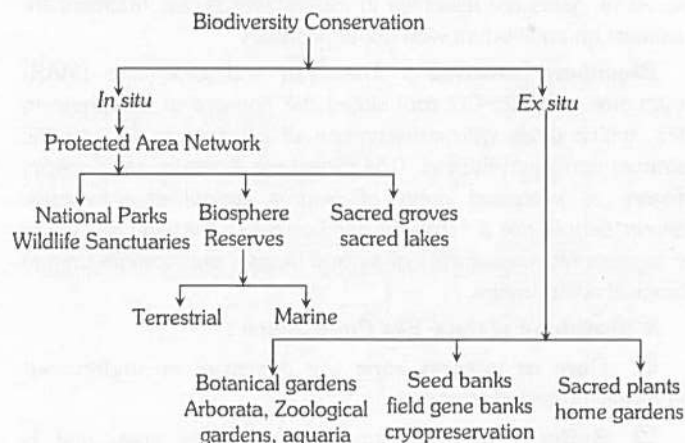 Biodiversity Conservation
In situ
Ex situ
Protected Area Network
National Parks
Wildlife Sanctuaries
Biosphere
Reserves
Sacred groves
sacred lakes
Terrestrial
Marine
Botanical gardens
Arborata, Zoological
gardens, aquaria
Seed banks
field gene banks
cryopreservation
Sacred plants
home gardens